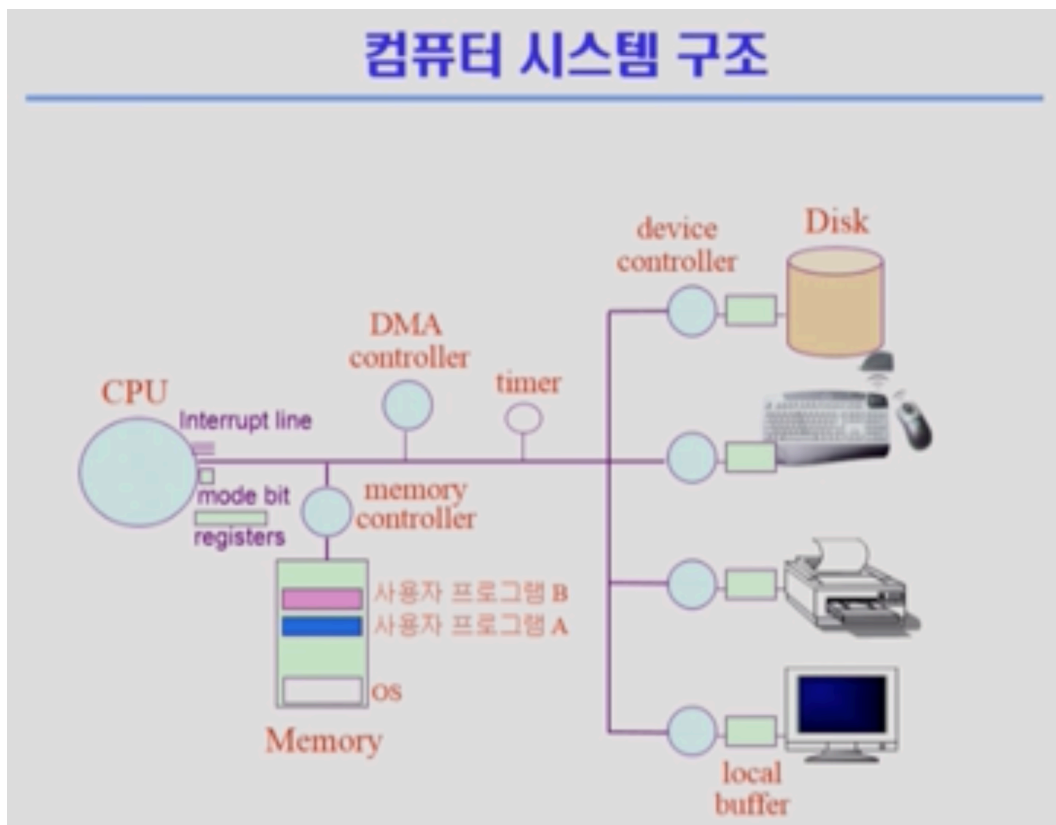 컴퓨터 시스템 구조
Disk
device
controller
DMA
controller
timer
CPU
Interrupt line
mode bit
registers
memory
controller
사용자 프로그램 B
사용자 프로그램 A
OS
Memory
local
buffer